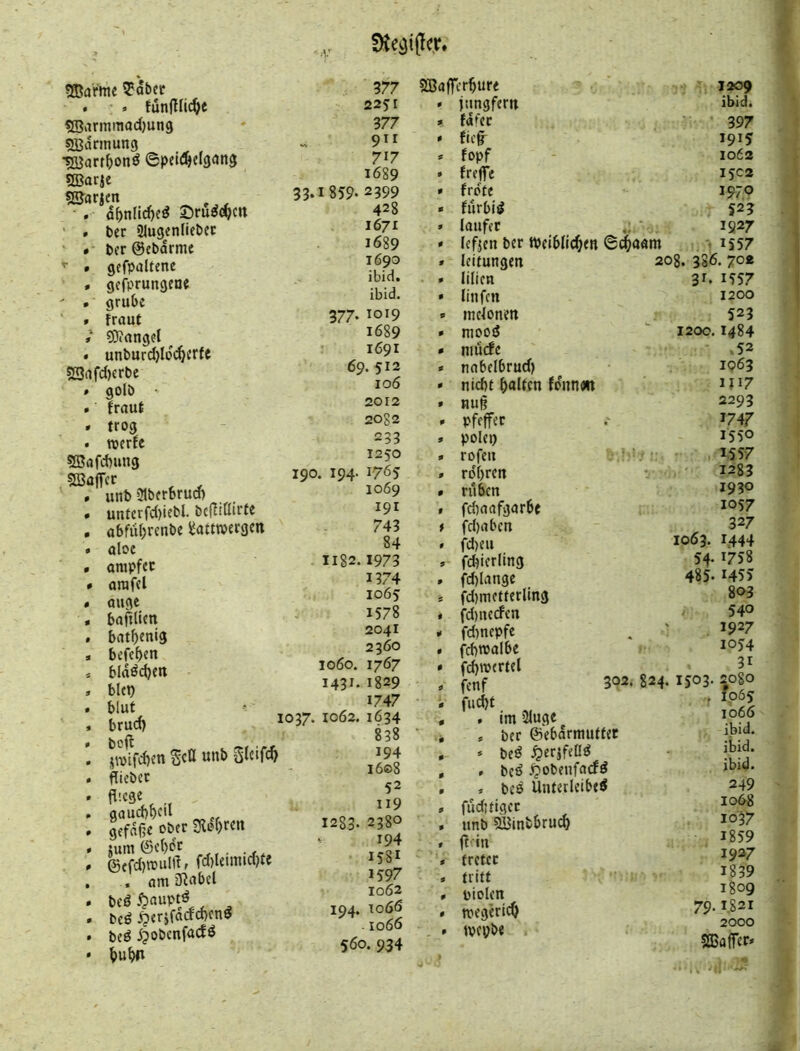 Regiſter.
Warme Bäder 377
⸗ ⸗ künſtliche 2251
Warmmachung 377
Wärmung 911
Warthons Speichelgang 717
Warze 1689
Warzen 33. 1859. 2399
⸗ ähnliches Drüschen 428
⸗ der Augenlieder 1671
⸗ der Gedärme 1689
⸗ geſpaltene 1690
⸗ geſprungene ibid.
⸗ grube ibid.
⸗ kraut 377. 1019
⸗ Mangel 1689
⸗ undurchlöcherte 1691
Waſcherde 69. 512
⸗ gold 106
⸗ kraut 2012
⸗ trog 2082
⸗ werke 233
Waſchung 1250
Waſſer 190. 194. 1765
⸗ und Aderbruch 1069
⸗ unterſchiedl. deſtillirte 191
⸗ abführende Lattwergen 743
⸗ aloe 84
⸗ ampfer 1182. 1973
⸗ amſel 1374
⸗ auge 1065
⸗ baſilien 1578
⸗ bathenig 2041
⸗ beſehen 2360
⸗ bläschen 1060. 1767
⸗ bley 1431. 1829
⸗ blut 1747
⸗ bruch 1037. 1062. 1634
⸗ doſt 838
⸗ zwiſchen Fell und Fleiſch 194
⸗ flieder 1608
⸗ fliege 52
⸗ gauchheil 119
⸗ gefäße oder Röhren 1283. 2380
⸗ zum Gehör 194
⸗ Geſchwulſt, ſchleimichte 1581
⸗ ⸗ am Nabel 1597
⸗ des Haupts 1062
⸗ des Herzſäckchens 194. 1066
⸗ des Hodenſacks 1066
⸗ huhn 560. 934
Waſſerhure 1209
⸗ jungfern ibid.
⸗ käfer 397
⸗ kieß 1915
⸗ kopf 1062
⸗ kreſſe 1502
⸗ kröte 1970
⸗ kürbis 523
⸗ laufer 1927
⸗ lefzen der weiblichen Schaam 1557
⸗ leitungen 208. 386. 702
⸗ lilien 31. 1557
⸗ linſen 1200
⸗ melonen 523
⸗ moos 1200. 1484
⸗ mücke 52
⸗ nabelbruch 1963
⸗ nicht halten können 1117
⸗ nuß 2293
⸗ pfeffer 1747
⸗ poley 1550
⸗ roſen 1557
⸗ röhren 1283
⸗ rüben 1930
⸗ ſchaafgarbe 1057
⸗ ſchaben 327
⸗ ſcheu 1063. 1444
⸗ ſchierling 54. 1758
⸗ ſchlange 485. 1455
⸗ ſchmetterling 803
⸗ ſchnecken 540
⸗ ſchnepfe 1927
⸗ ſchwalbe 1054
⸗ ſchwertel 31
⸗ ſenf 302. 824. 1503. 2080
⸗ ſucht 1065
⸗ ⸗ im Auge 1066
⸗ ⸗ der Gebärmutter ibid.
⸗ ⸗ des Herzfells ibid.
⸗ ⸗ des Hodenſacks ibid.
⸗ ⸗ des Unterleibes 249
⸗ ſüchtiger 1068
⸗ und Windbruch 1037
⸗ ſtein 1859
⸗ treter 1927
⸗ tritt 1839
⸗ violen 1809
⸗ wegerich 79. 1821
⸗ weyde 2000
Waſſer⸗